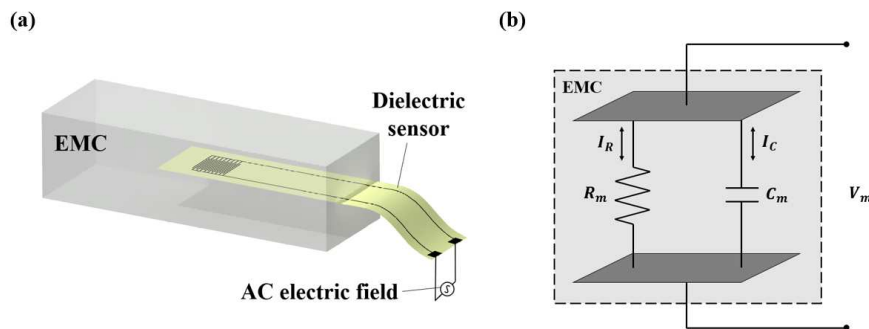 (a)
EMC
Dielectric
sensor
AC electric field
(b)
EMC
I_R
I_C
R_m
C_m
V_m